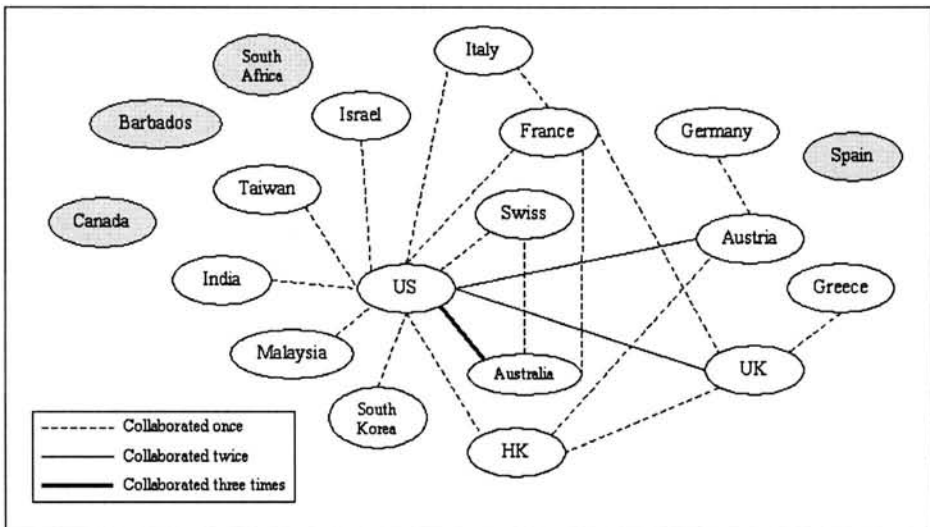 Italy
South
Africa
Israel
Barbados
France
Germany
Spain
Taiwan
Swiss
Canada
Austria
India
US
Greece
Malaysia
Australia
UK
South
Korea
HK
Collaborated once
Collaborated twice
Collaborated three times